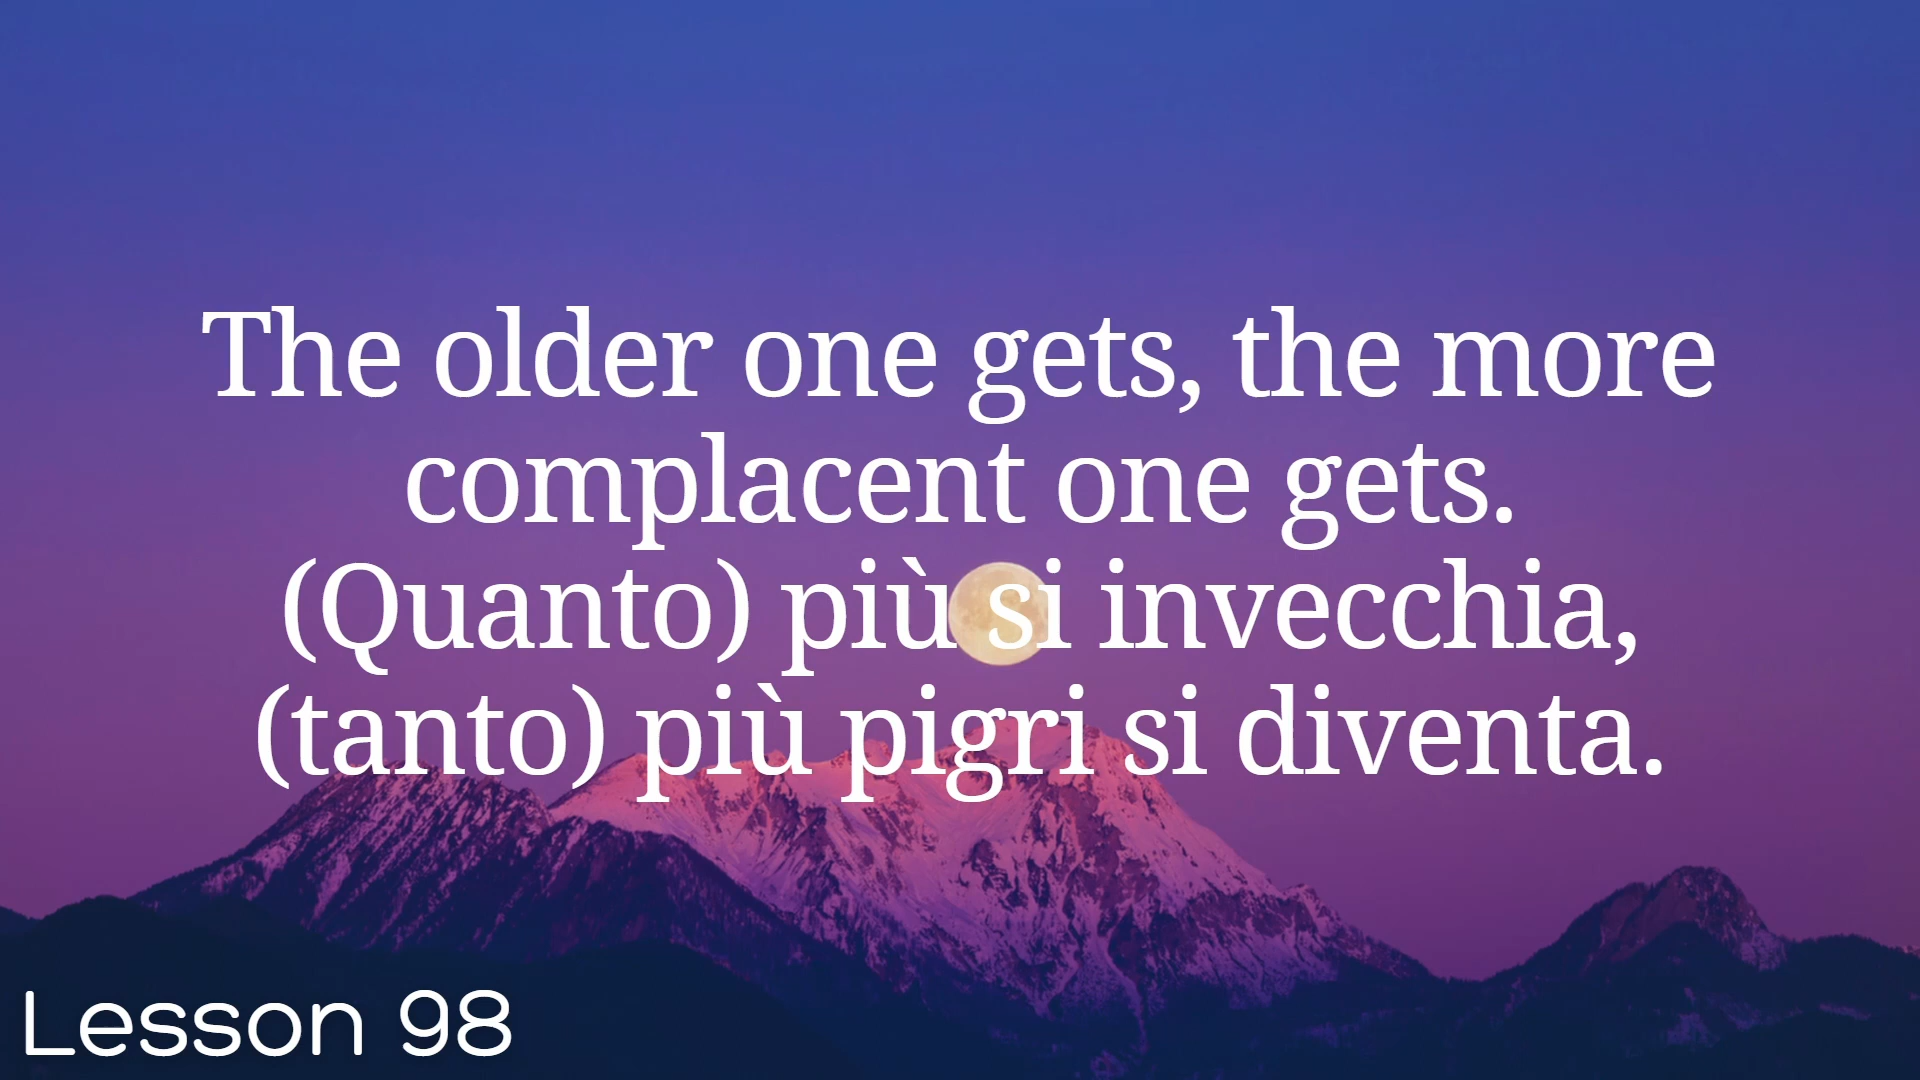 The older one gets, the more
complacent one gets.
(Quanto) più si invecchia,
(tanto) più pigri si diventa.
Lesson 98